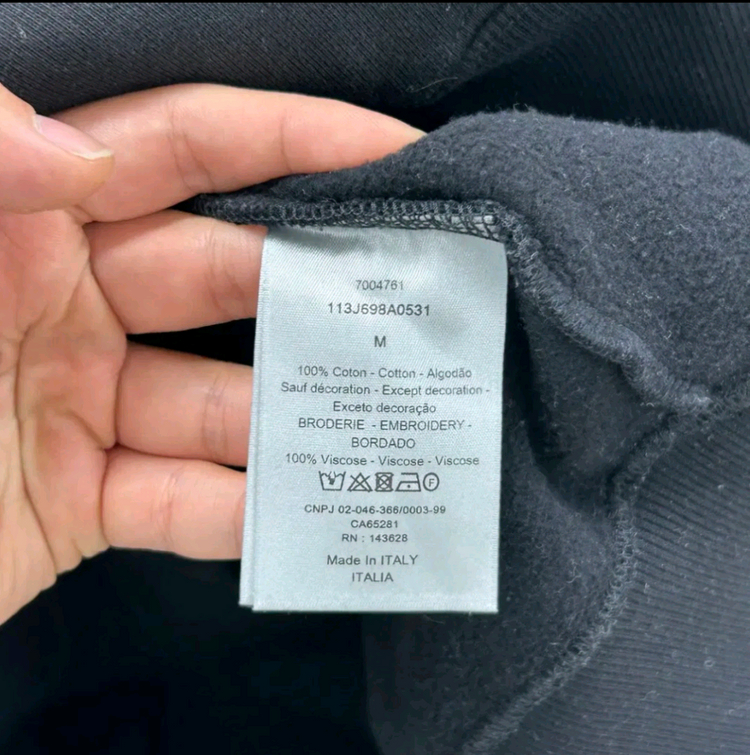 7004761
113J698A0531
M
100% Coton - Cotton - Algodão
Sauf décoration - Except decoration -
Exceto decoração
BRODERIE - EMBROIDERY -
BORDADO
100% Viscose - Viscose - Viscose
F
CNPJ 02-046-366/0003-99
CA65281
RN : 143628
Made In ITALY
ITALIA